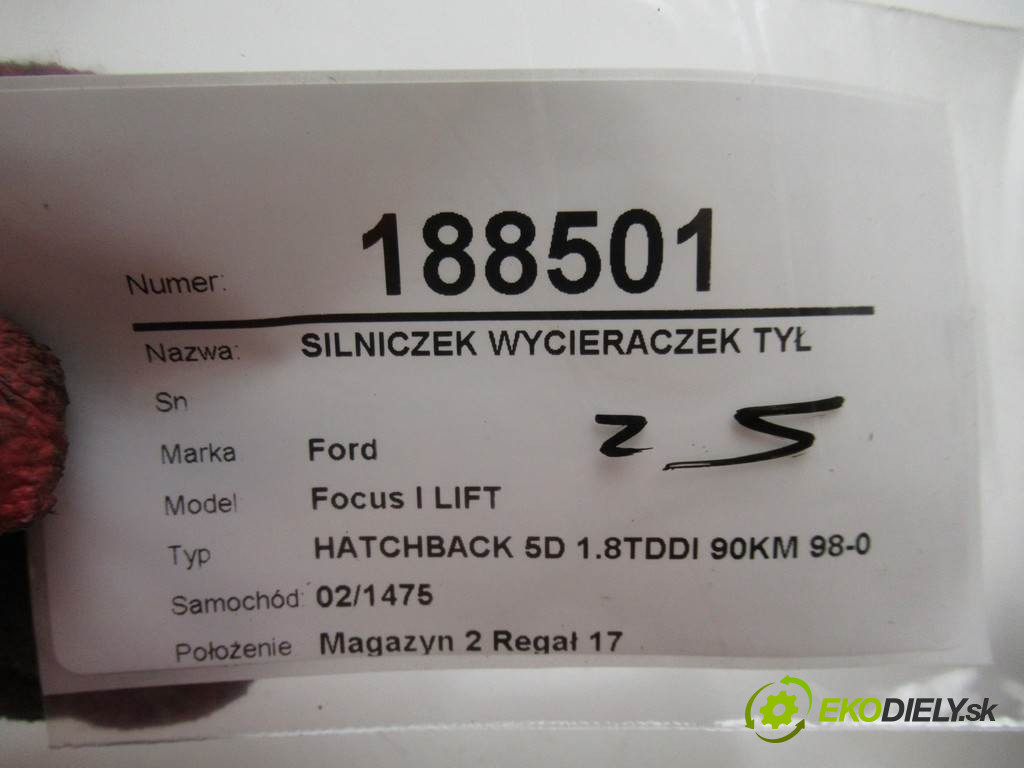 Numer: 188501
Nazwa: SILNICZEK WYCIERACZEK TYŁ
Sn
25
Marka Ford
Model Focus I LIFT
Typ HATCHBACK 5D 1.8TDDI 90KM 98-0
Samochód: 02/1475
Położenie Magazyn 2 Regał 17
EKODIELY.sk